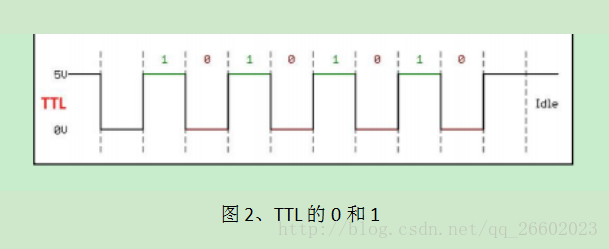 1 0 1 0 1 0 1 0
5V
TTL
0V
Idle
图 2、TTL 的 0 和 1
http://blog.csdn.net/qq_26602023